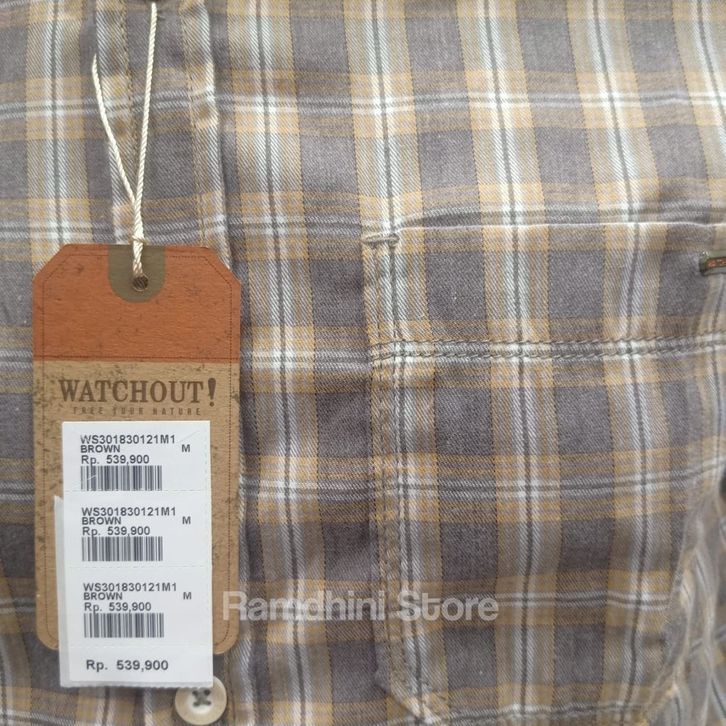 WATCHOUT!
FREE YOUR NATURE
WS301830121M1
BROWN M
Rp. 539,900
WS301830121M1
BROWN M
Rp. 539,900
WS301830121M1
BROWN M
Rp. 539,900
Rp. 539,900
Ramdhini Store